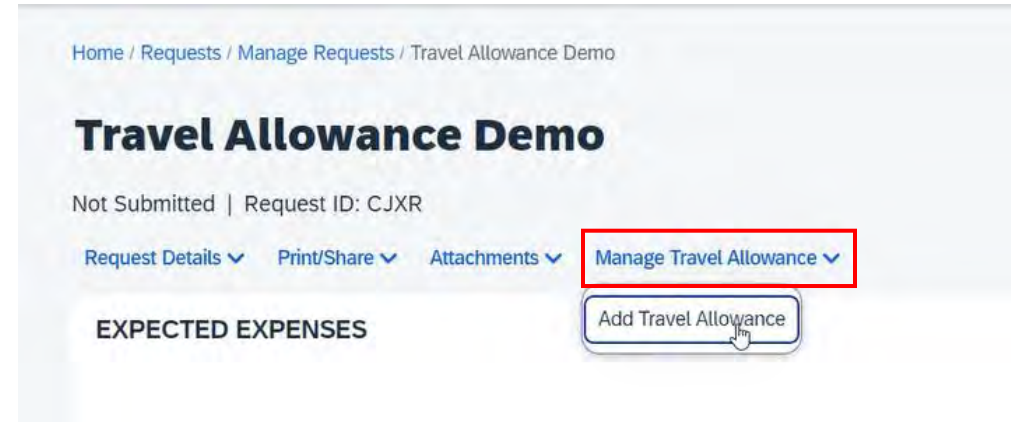 Home / Requests / Manage Requests / Travel Allowance Demo
Travel Allowance Demo
Not Submitted | Request ID: CJXR
Request Details Print/Share Attachments Manage Travel Allowance
Add Travel Allowance
EXPECTED EXPENSES